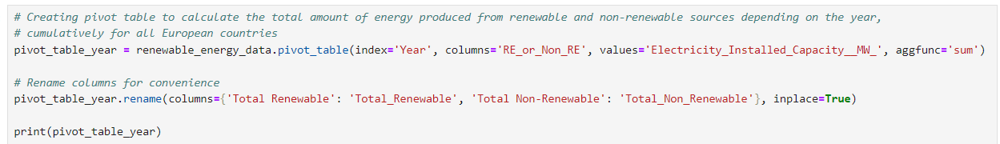 # Creating pivot table to calculate the total amount of energy produced from renewable and non-renewable sources depending on the year,
# cumulatively for all European countries
pivot_table_year = renewable_energy_data.pivot_table(index='Year', columns='RE_or_Non_RE', values='Electricity_Installed_Capacity__MW_', aggfunc='sum')
# Rename columns for convenience
pivot_table_year.rename(columns={'Total Renewable': 'Total_Renewable', 'Total Non-Renewable': 'Total_Non_Renewable'}, inplace=True)
print(pivot_table_year)